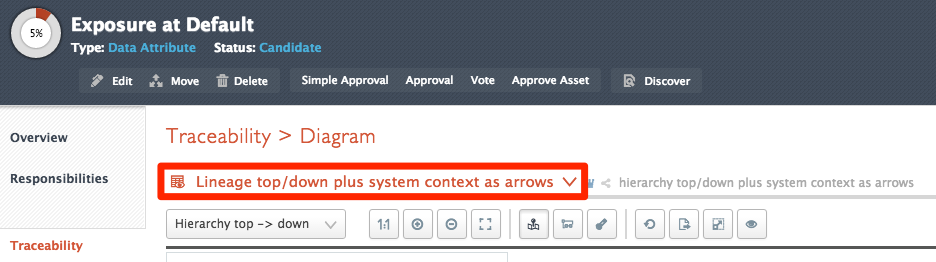 5%
Exposure at Default
Type: Data Attribute Status: Candidate
Edit Move Delete Simple Approval Approval Vote Approve Asset Discover
Overview
Traceability > Diagram
Responsibilities
Lineage top/down plus system context as arrows
hierarchy top/down plus system context as arrows
Hierarchy top -> down
1:1
Traceability